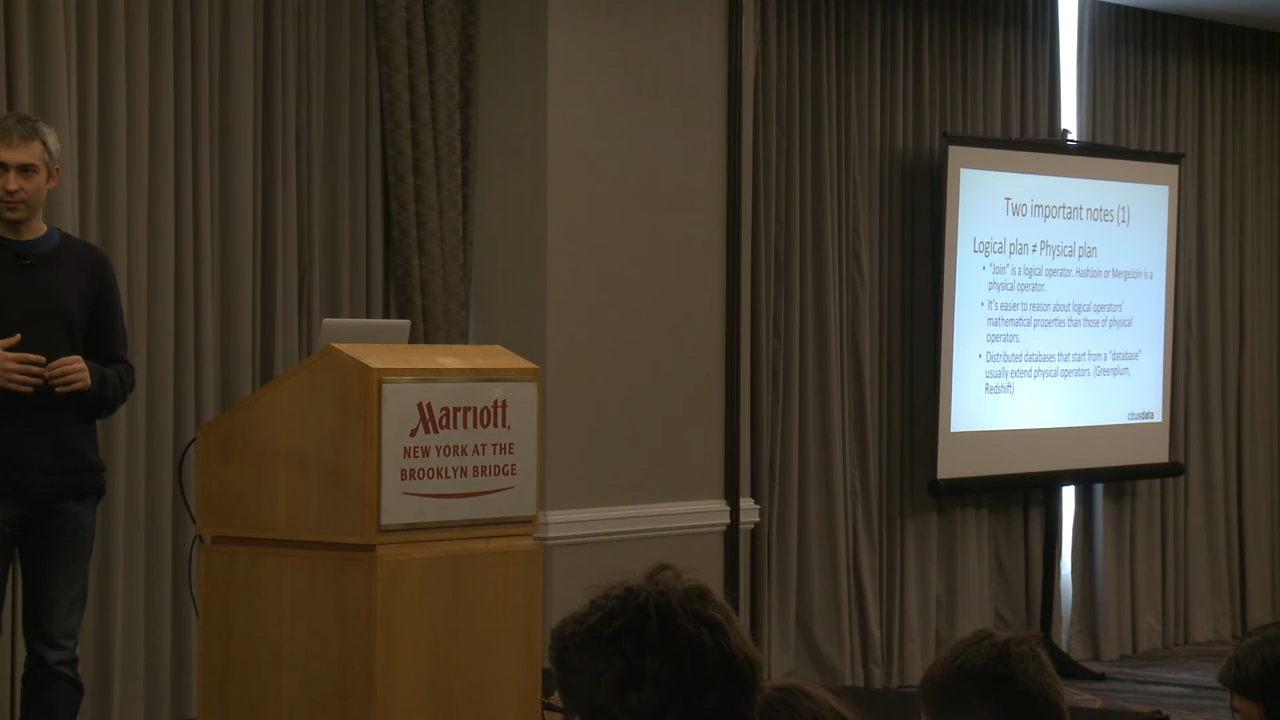 Marriott
NEW YORK AT THE
BROOKLYN BRIDGE
Two important notes (1)
Logical plan ≠ Physical plan
• "Join" is a logical operator. HashJoin or MergeJoin is a
physical operator.
• It's easier to reason about logical operators'
mathematical properties than those of physical
operators.
• Distributed databases that start from a "database"
usually extend physical operators. (Greenplum,
Redshift)
citusdata